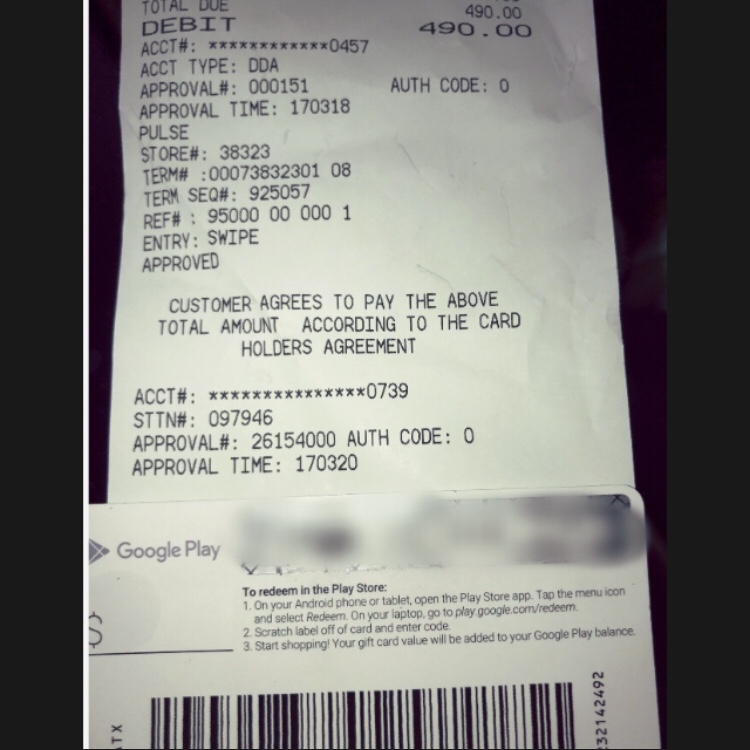 TOTAL DUE 490.00
DEBIT 490.00
ACCT#: ************0457
ACCT TYPE: DDA
APPROVAL#: 000151 AUTH CODE: 0
APPROVAL TIME: 170318
PULSE
STORE#: 38323
TERM# :00073832301 08
TERM SEQ#: 925057
REF# : 95000 00 000 1
ENTRY: SWIPE
APPROVED
CUSTOMER AGREES TO PAY THE ABOVE
TOTAL AMOUNT ACCORDING TO THE CARD
HOLDERS AGREEMENT
ACCT#: ***************0739
STTN#: 097946
APPROVAL#: 26154000 AUTH CODE: 0
APPROVAL TIME: 170320
Google Play
To redeem in the Play Store:
1. On your Android phone or tablet, open the Play Store app. Tap the menu icon
and select Redeem. On your laptop, go to play.google.com/redeem.
2. Scratch label off of card and enter code.
3. Start shopping! Your gift card value will be added to your Google Play balance.
ATX
32142492